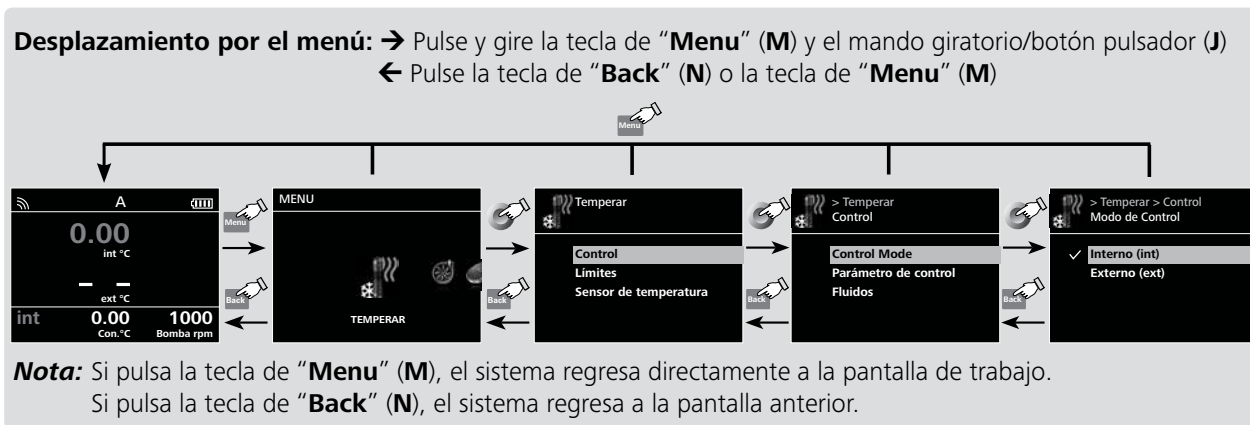 Desplazamiento por el menú: → Pulse y gire la tecla de “Menu” (M) y el mando giratorio/botón pulsador (J)
← Pulse la tecla de “Back” (N) o la tecla de “Menu” (M)
Menu
A
0.00
int °C
_ _
ext °C
int 0.00 1000
Con.°C Bomba rpm
Menu
Back
MENU
TEMPERAR
Back
Temperar
Control
Límites
Sensor de temperatura
Back
> Temperar
Control
Control Mode
Parámetro de control
Fluidos
Back
> Temperar > Control
Modo de Control
✓ Interno (int)
Externo (ext)
Nota: Si pulsa la tecla de “Menu” (M), el sistema regresa directamente a la pantalla de trabajo.
Si pulsa la tecla de “Back” (N), el sistema regresa a la pantalla anterior.